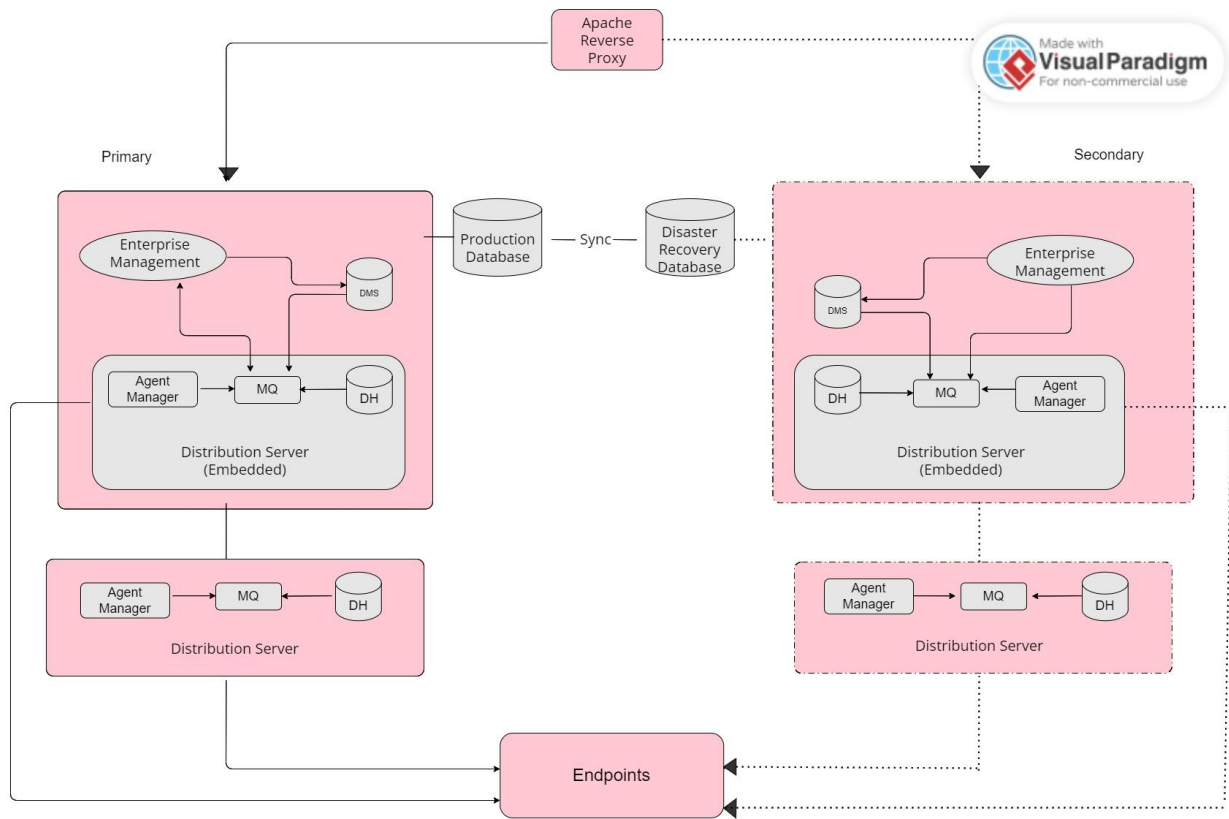 Apache
Reverse
Proxy
Made with
VisualParadigm
For non-commercial use
Primary
Secondary
Enterprise
Management
DMS
Production
Database
Sync
Disaster
Recovery
Database
Enterprise
Management
DMS
Agent
Manager
MQ
DH
Distribution Server
(Embedded)
DH
MQ
Agent
Manager
Distribution Server
(Embedded)
Agent
Manager
MQ
DH
Distribution Server
Agent
Manager
MQ
DH
Distribution Server
Endpoints